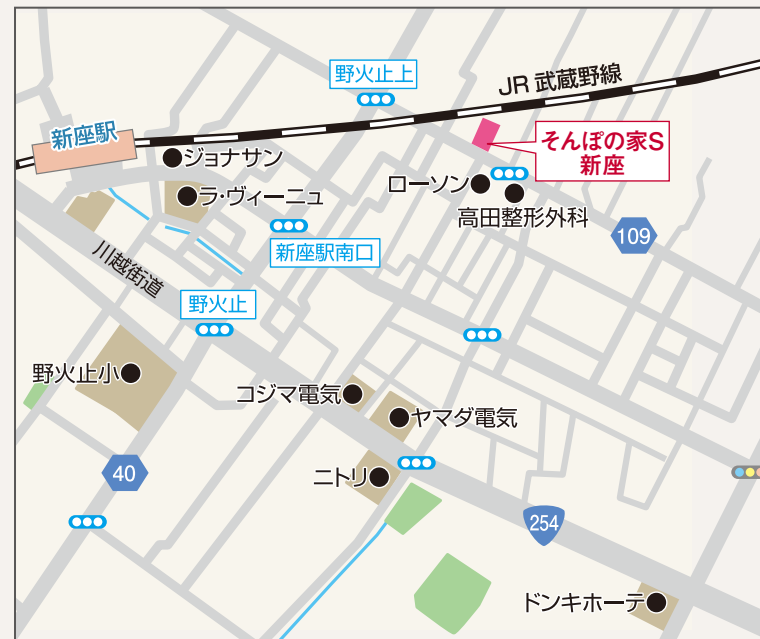 野火止上
JR 武蔵野線
新座駅
そんぽの家S
新座
ジョナサン
ローソン
ラ・ヴィーニュ
高田整形外科
109
新座駅南口
川越街道
野火止
野火止小
コジマ電気
ヤマダ電気
40
ニトリ
254
ドンキホーテ